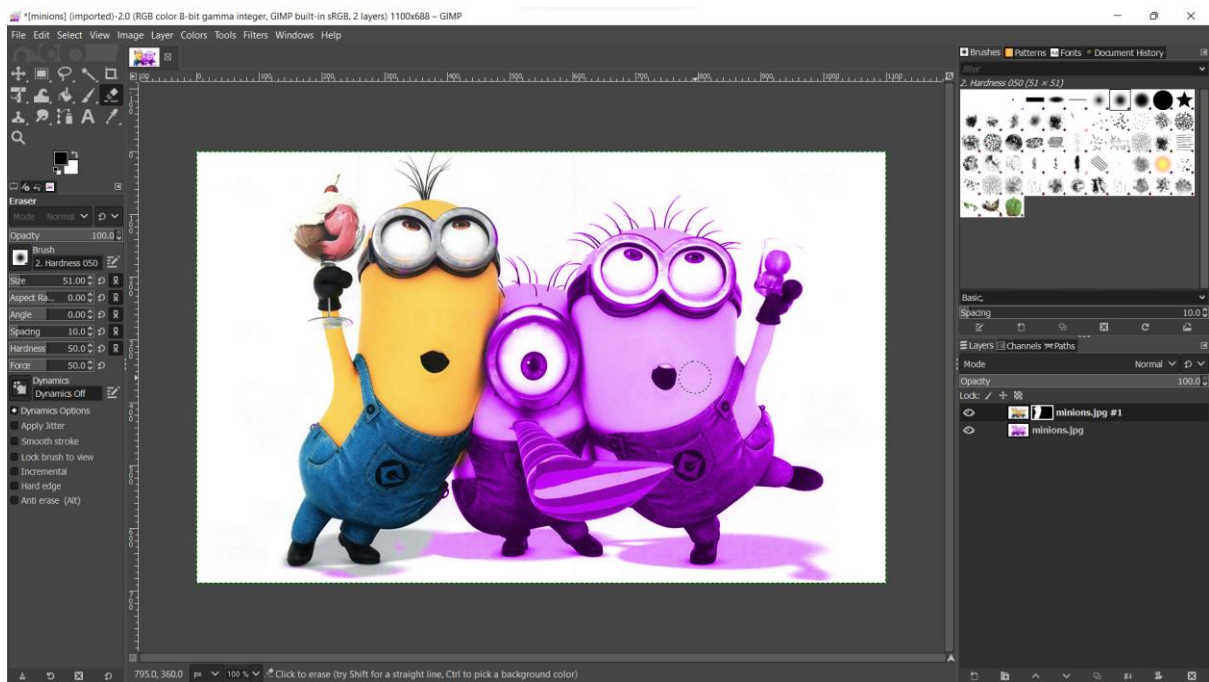 *[minions] (imported)-2.0 (RGB color 8-bit gamma integer, GIMP built-in sRGB, 2 layers) 1100x688 – GIMP
File Edit Select View Image Layer Colors Tools Filters Windows Help
Brushes Patterns Fonts Document History
filter
2. Hardness 050 (51 × 51)
Eraser
Mode Normal
Opacity 100.0
Brush
2. Hardness 050
Size 51.00
Aspect Ra... 0.00
Angle 0.00
Spacing 10.0
Hardness 50.0
Force 50.0
Dynamics
Dynamics Off
Dynamics Options
Apply Jitter
Smooth stroke
Lock brush to view
Incremental
Hard edge
Anti erase (Alt)
Basic,
Spacing 10.0
Layers Channels Paths
Mode Normal
Opacity 100.0
Lock:
minions.jpg #1
minions.jpg
795.0, 360.0 px 100 % Click to erase (try Shift for a straight line, Ctrl to pick a background color)